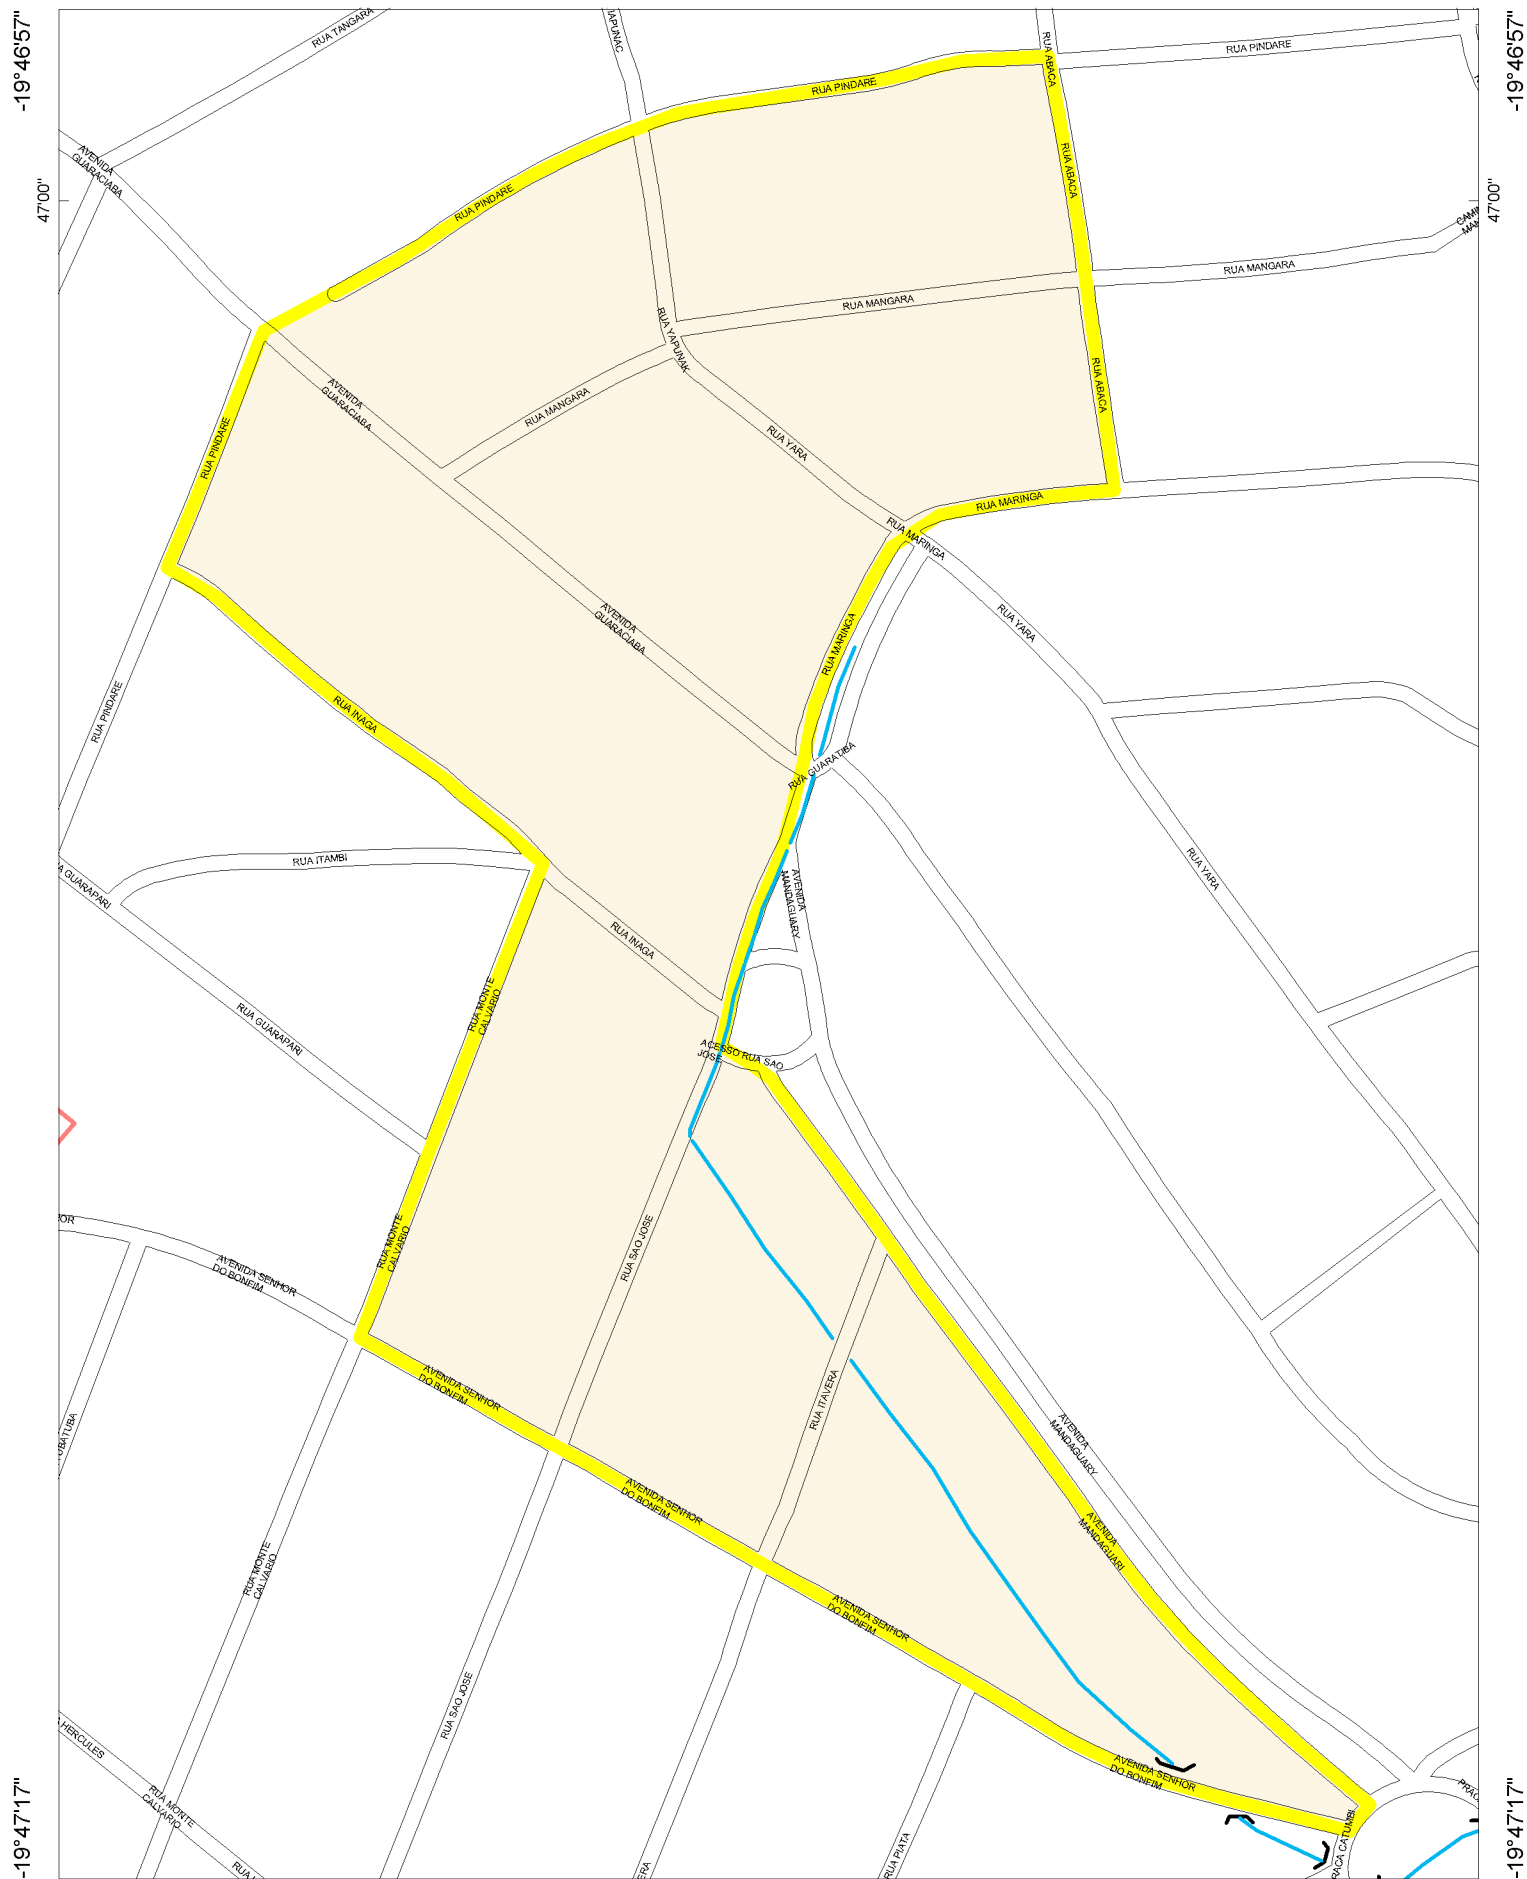 -19°46'57"
-19°46'57"
RUA TANGARA
IAPUNAC
RUA ABACA
RUA PINDARE
RUA PINDARE
AVENIDA
GUARACIABA
RUA ABACA
47'00"
47'00"
RUA PINDARE
RUA MANGARA
RUA MANGARA
RUA YAPUNAK
AVENIDA
GUARACIABA
RUA MANGARA
RUA ABACA
RUA PINDARE
RUA YARA
RUA MARINGA
RUA MARINGA
AVENIDA
GUARACIABA
RUA YARA
RUA MARINGA
RUA PINDARE
RUA INAGA
RUA GUARATIBA
RUA ITAMBI
RUA YARA
A GUARAPARI
AVENIDA
MANDAGUARY
RUA INAGA
RUA MONTE
CALVARIO
RUA GUARAPARI
ACESSO RUA SAO
JOSE
RUA MONTE
CALVARIO
RUA SAO JOSE
AVENIDA SENHOR
DO BONFIM
AVENIDA SENHOR
DO BONFIM
RUA ITAVERA
UBATUBA
AVENIDA
MANDAGUARY
AVENIDA SENHOR
DO BONFIM
AVENIDA
MANDAGUARI
RUA MONTE
CALVARIO
AVENIDA SENHOR
DO BONFIM
RUA SAO JOSE
HERCULES
AVENIDA SENHOR
DO BONFIM
RUA MONTE
CALVARIO
-19°47'17"
-19°47'17"
RACA CATUMBI
RUA PIATA
ERA